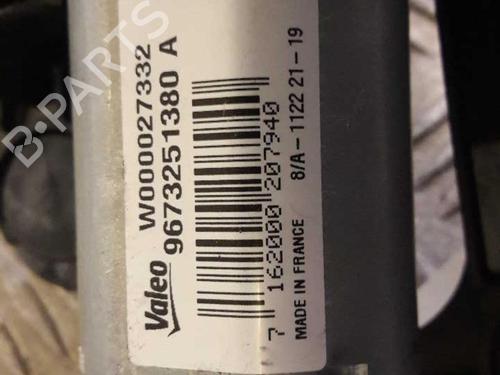 Valeo
W000027332
9673251380 A
7 162000 207940
8/A - 1122 21 - 19
MADE IN FRANCE
B-PARTS